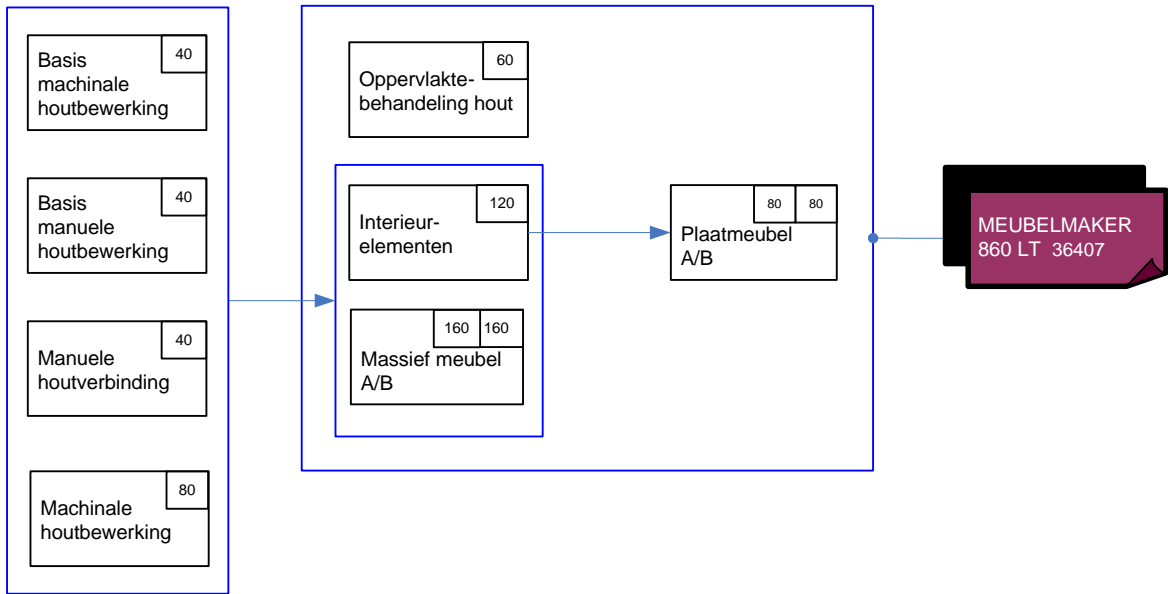 40
Basis
machinale
houtbewerking
40
Basis
manuele
houtbewerking
40
Manuele
houtverbinding
80
Machinale
houtbewerking
60
Oppervlakte-
behandeling hout
120
Interieur-
elementen
160 160
Massief meubel
A/B
80 80
Plaatmeubel
A/B
MEUBELMAKER
860 LT 36407